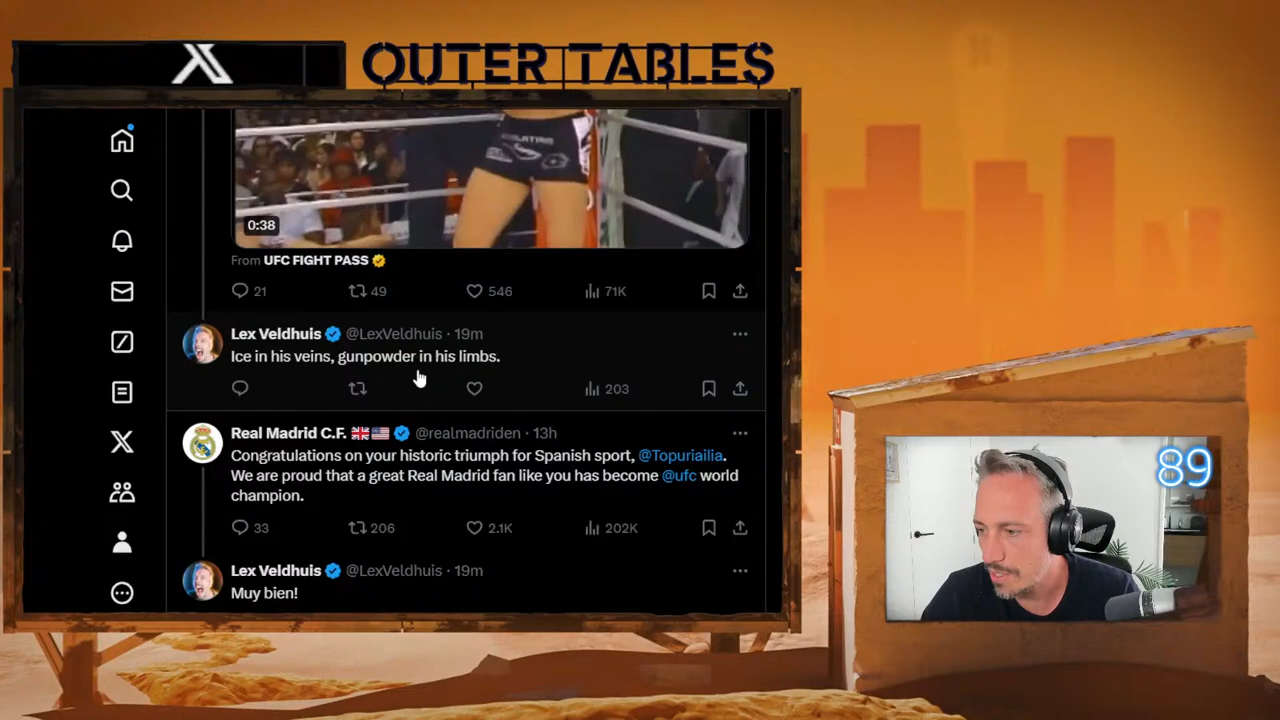 OUTER TABLES
0:38
From UFC FIGHT PASS
21 49 546 71K
Lex Veldhuis @LexVeldhuis · 19m
Ice in his veins, gunpowder in his limbs.
203
Real Madrid C.F. @realmadriden · 13h
Congratulations on your historic triumph for Spanish sport, @Topuriailia.
We are proud that a great Real Madrid fan like you has become @ufc world
champion.
33 206 2.1K 202K
Lex Veldhuis @LexVeldhuis · 19m
Muy bien!
89